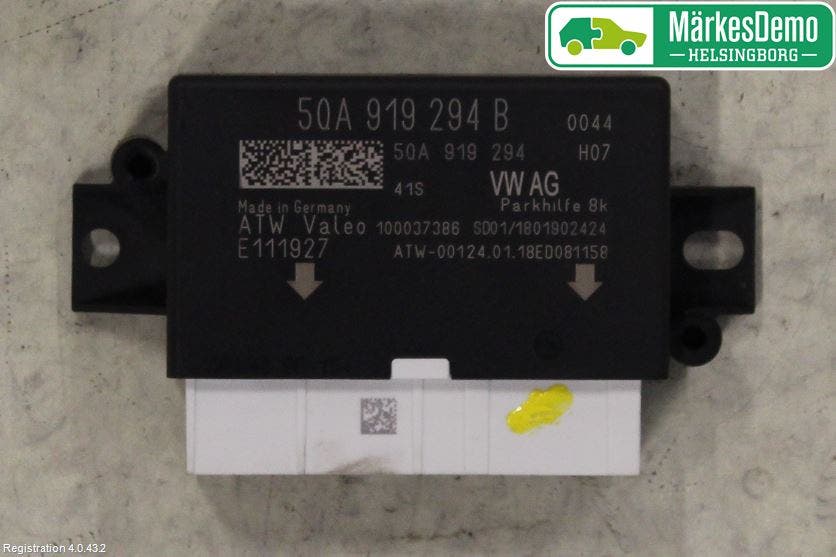 MärkesDemo
HELSINGBORG
5QA 919 294 B 0044
5QA 919 294 H07
41S VW AG
Made in Germany Parkhilfe 8k
ATW Valeo 100037386 SD01/1801902424
E111927 ATW-00124.01.18ED081158
Registration 4.0.43.2